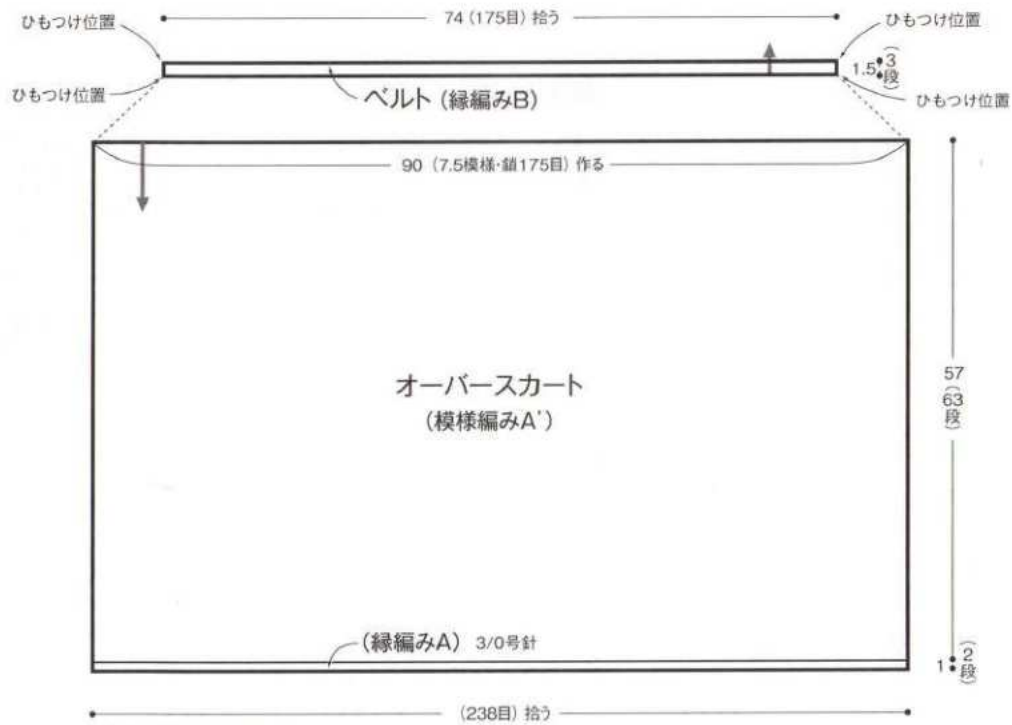 74 (175目) 拾う
ひもつけ位置
ひもつけ位置
ひもつけ位置
ひもつけ位置
1.5 (3段)
ベルト (縁編みB)
90 (7.5模様・鎖175目) 作る
オーバースカート
(模様編みA')
57 (63段)
(縁編みA) 3/0号針
1 (2段)
(238目) 拾う